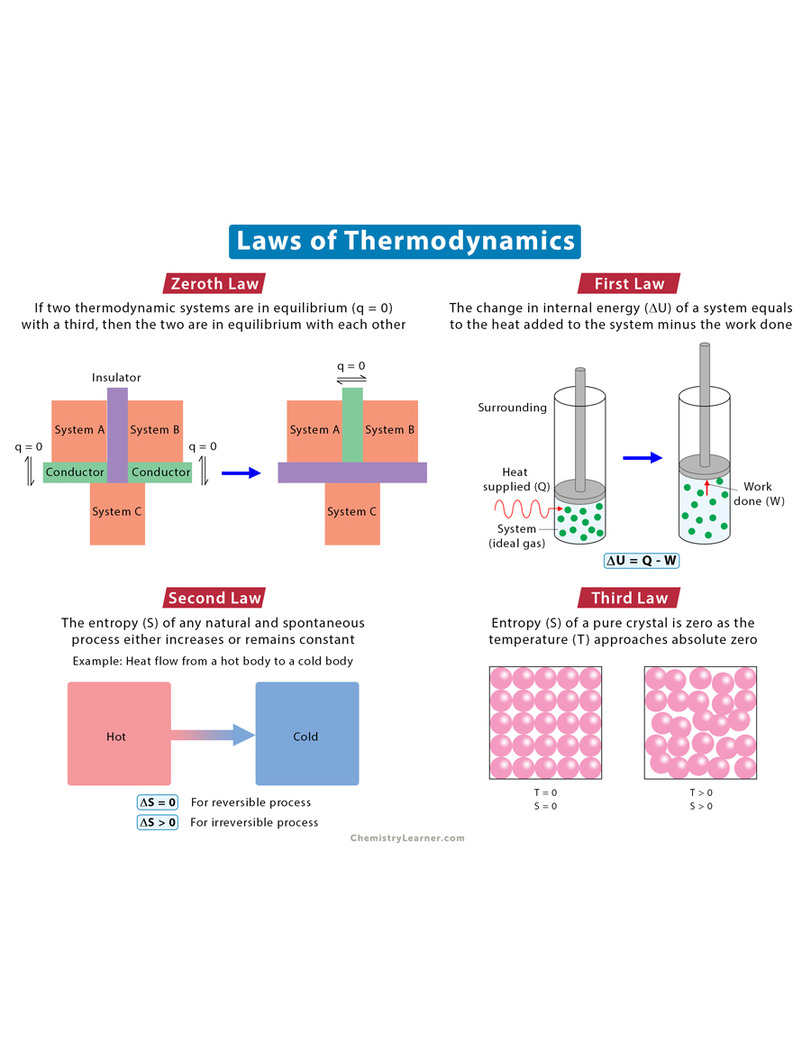 Laws of Thermodynamics
Zeroth Law
If two thermodynamic systems are in equilibrium (q = 0)
with a third, then the two are in equilibrium with each other
Insulator
System A
System B
q = 0
q = 0
Conductor
Conductor
System C
q = 0
System A
System B
System C
First Law
The change in internal energy (ΔU) of a system equals
to the heat added to the system minus the work done
Surrounding
Heat
supplied (Q)
System
(ideal gas)
Work
done (W)
ΔU = Q - W
Second Law
The entropy (S) of any natural and spontaneous
process either increases or remains constant
Example: Heat flow from a hot body to a cold body
Hot
Cold
ΔS = 0 For reversible process
ΔS > 0 For irreversible process
Third Law
Entropy (S) of a pure crystal is zero as the
temperature (T) approaches absolute zero
T = 0
S = 0
T > 0
S > 0
ChemistryLearner.com